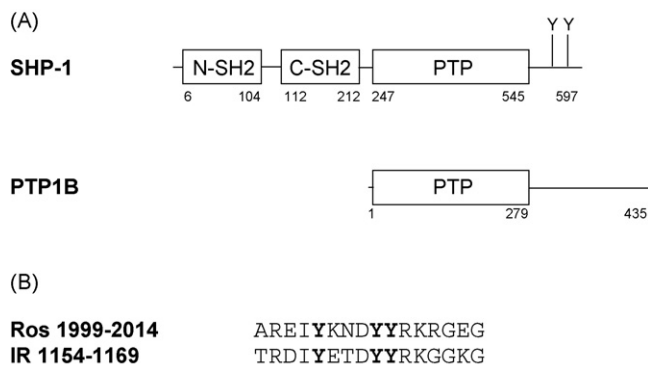 (A)
Y Y
SHP-1 N-SH2 C-SH2 PTP
6 104 112 212 247 545 597
PTP1B PTP
1 279 435
(B)
Ros 1999-2014 AREIYKNDYYRKRGEG
IR 1154-1169 TRDIYETDYYRKGGKG